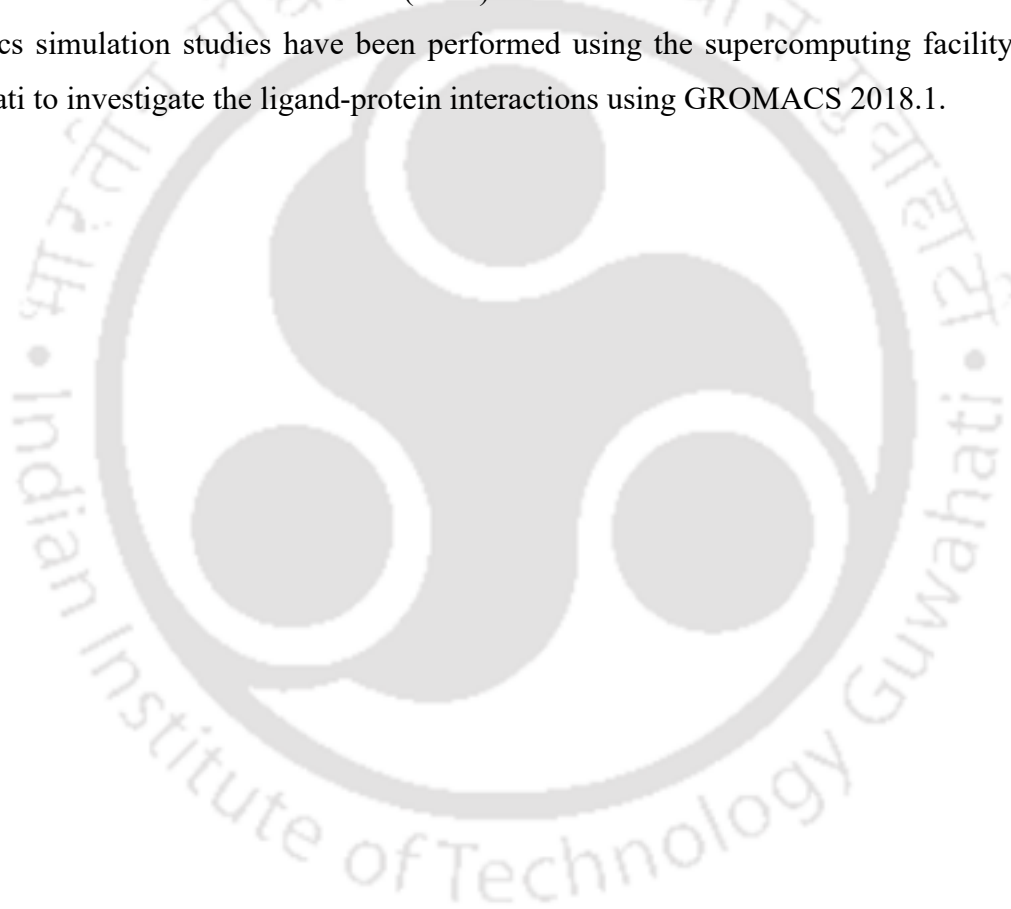 cs simulation studies have been performed using the supercomputing facility
ati to investigate the ligand-protein interactions using GROMACS 2018.1.
• Indian Institute of Technology Guwahati •